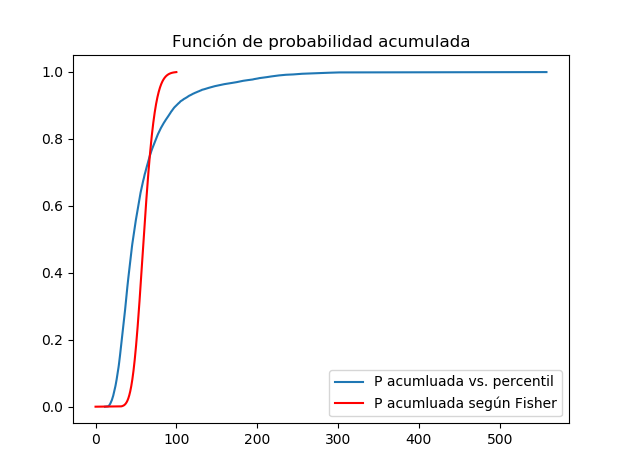 Función de probabilidad acumulada
1.0
0.8
0.6
0.4
0.2
0.0
0 100 200 300 400 500
P acumluada vs. percentil
P acumluada según Fisher